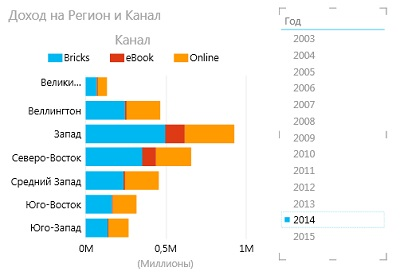 Доход на Регион и Канал
Канал
Bricks eBook Online
Велики...
Веллингтон
Запад
Северо-Восток
Средний Запад
Юго-Восток
Юго-Запад
0M 0,5M 1M
(Миллионы)
Год
2003
2004
2005
2006
2007
2008
2009
2010
2011
2012
2013
2014
2015